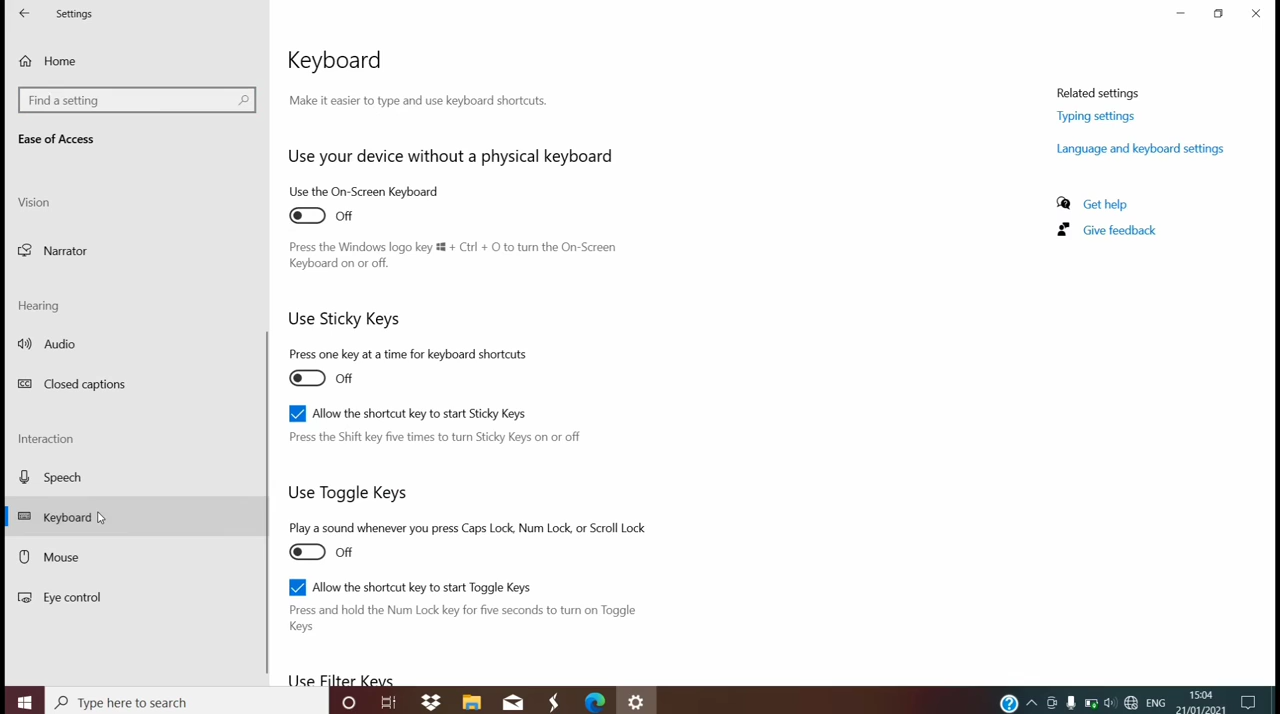 Settings
Home
Find a setting
Ease of Access
Vision
Narrator
Hearing
Audio
Closed captions
Interaction
Speech
Keyboard
Mouse
Eye control
Keyboard
Make it easier to type and use keyboard shortcuts.
Use your device without a physical keyboard
Use the On-Screen Keyboard
Off
Press the Windows logo key + Ctrl + O to turn the On-Screen
Keyboard on or off.
Use Sticky Keys
Press one key at a time for keyboard shortcuts
Off
Allow the shortcut key to start Sticky Keys
Press the Shift key five times to turn Sticky Keys on or off
Use Toggle Keys
Play a sound whenever you press Caps Lock, Num Lock, or Scroll Lock
Off
Allow the shortcut key to start Toggle Keys
Press and hold the Num Lock key for five seconds to turn on Toggle
Keys
Use Filter Keys
Related settings
Typing settings
Language and keyboard settings
Get help
Give feedback
Type here to search
ENG
15:04
21/01/2021